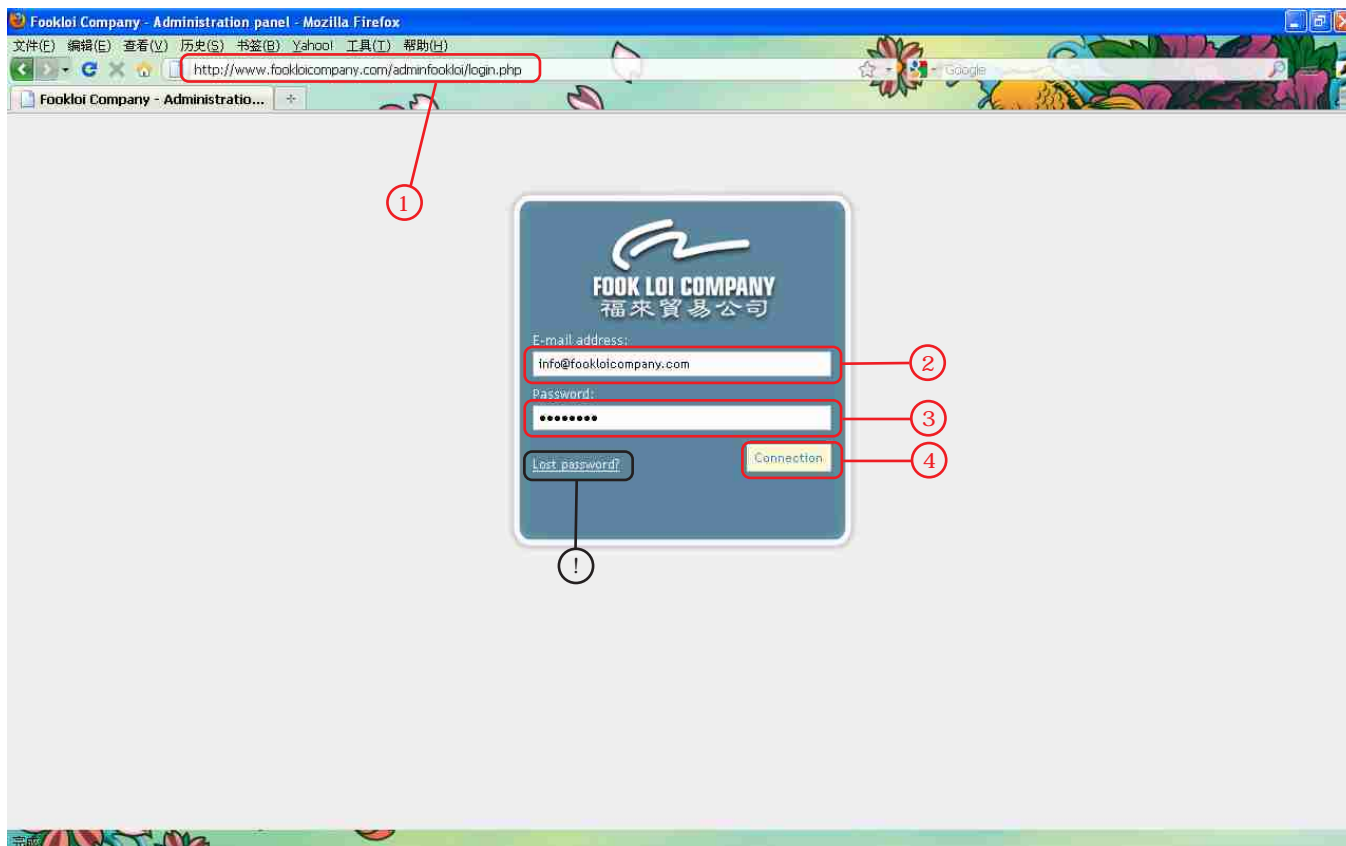 Fookloi Company - Administration panel - Mozilla Firefox
文件(F) 编辑(E) 查看(V) 历史(S) 书签(B) Yahoo! 工具(T) 帮助(H)
http://www.fookloicompany.com/adminfookloi/login.php
Google
Fookloi Company - Administratio...
1
FOOK LOI COMPANY
福來貿易公司
E-mail address:
info@fookloicompany.com
2
Password:
••••••••
3
Lost password?
Connection
4
!
完成